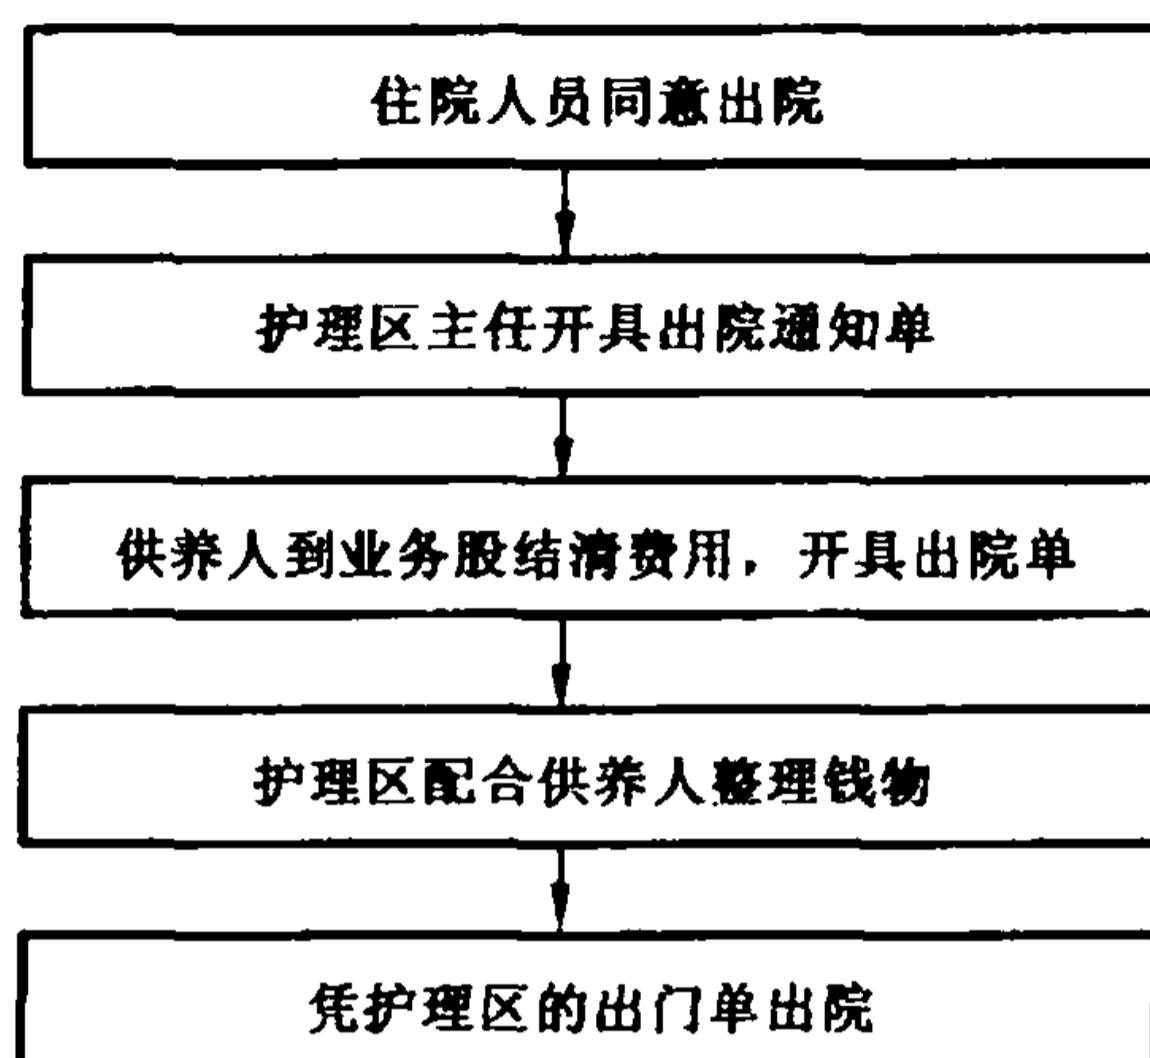 住院人员同意出院
护理区主任开具出院通知单
供养人到业务股结清费用，开具出院单
护理区配合供养人整理钱物
凭护理区的出门单出院